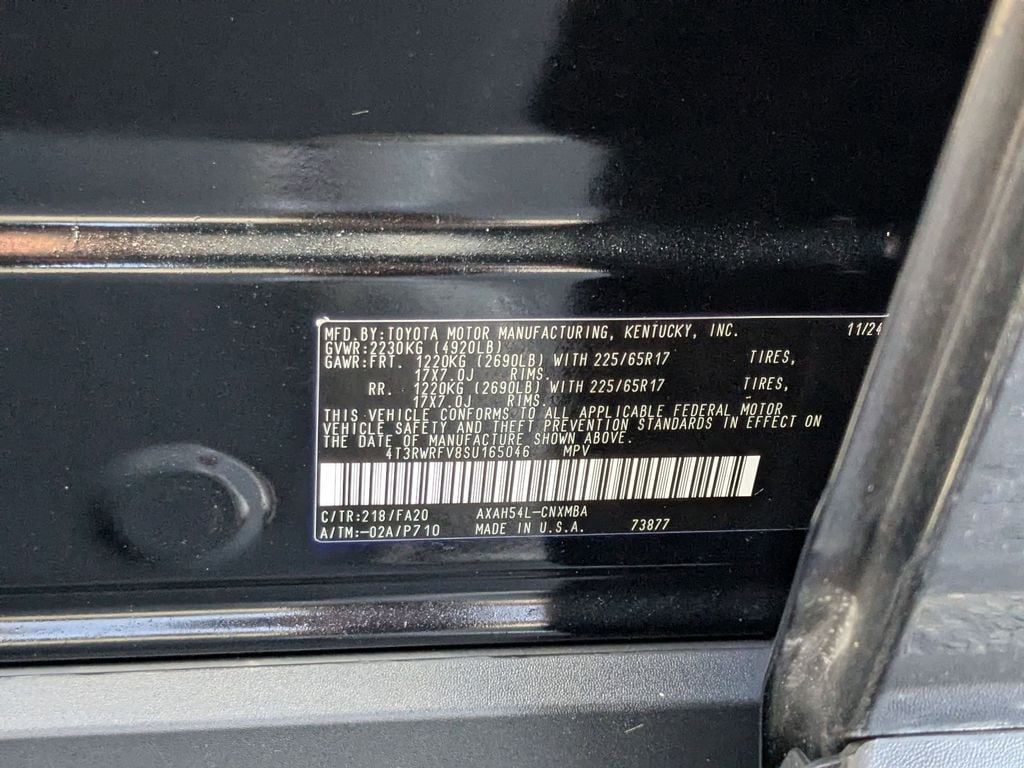 MFD.BY:TOYOTA MOTOR MANUFACTURING, KENTUCKY, INC. 11/24
GVWR:2230KG (4920LB)
GAWR:FRT. 1220KG (2690LB) WITH 225/65R17 TIRES,
17X7.0J RIMS.
RR. 1220KG (2690LB) WITH 225/65R17 TIRES,
17X7.0J RIMS.
THIS VEHICLE CONFORMS TO ALL APPLICABLE FEDERAL MOTOR
VEHICLE SAFETY AND THEFT PREVENTION STANDARDS IN EFFECT ON
THE DATE OF MANUFACTURE SHOWN ABOVE.
4T3RWRFV8SU165046 MPV
C/TR:218/FA20 AXAH54L-CNXMBA
A/TM:-02A/P710 MADE IN U.S.A. 73877